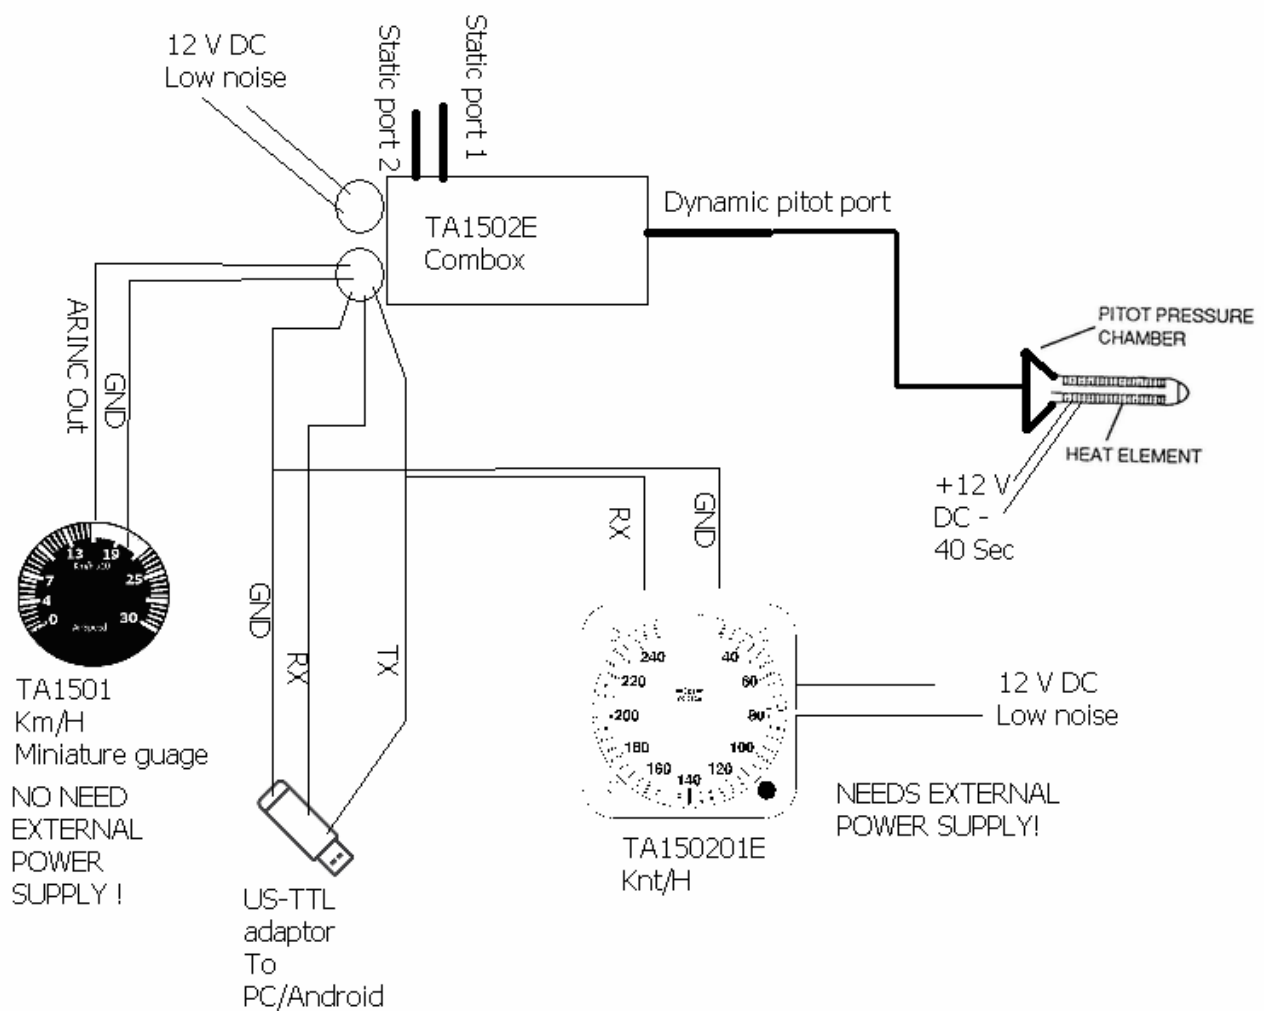 12 V DC
Low noise
Static port 2
Static port 1
TA1502E
Combox
Dynamic pitot port
PITOT PRESSURE
CHAMBER
HEAT ELEMENT
+12 V
DC -
40 Sec
ARINC Out
GND
13
19
7
25
4
0
30
TA1501
Km/H
Miniature guage
NO NEED
EXTERNAL
POWER
SUPPLY !
GND
RX
TX
US-TTL
adaptor
To
PC/Android
RX
GND
240
40
220
60
200
80
180
100
160
140
120
12 V DC
Low noise
NEEDS EXTERNAL
POWER SUPPLY!
TA150201E
Knt/H